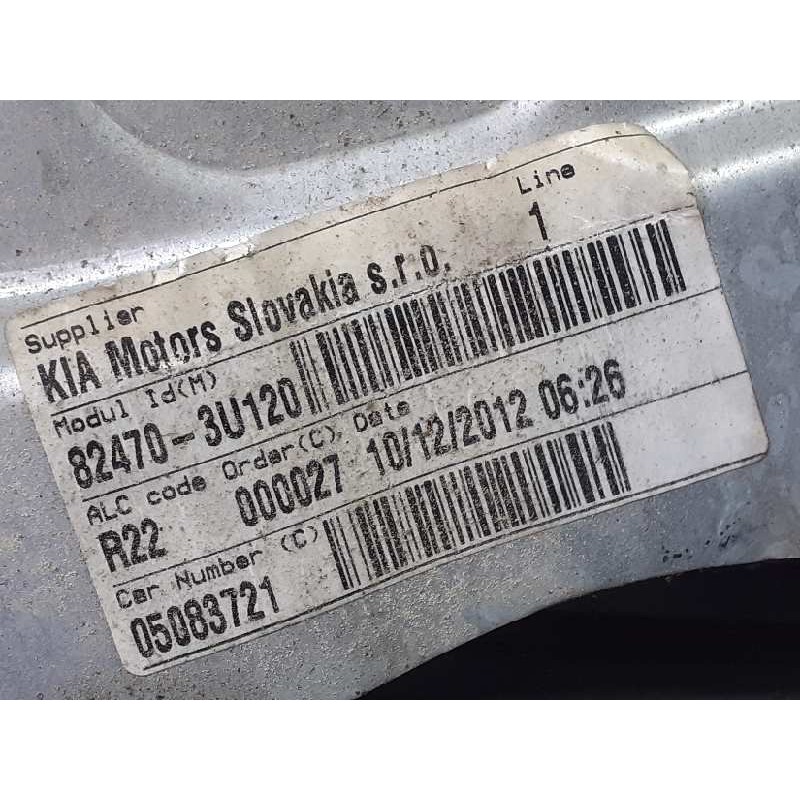 Supplier Line
KIA Motors Slovakia s.r.o. 1
Modul Id(M)
82470-3U120
ALC code Order(C) Date
R22 000027 10/12/2012 06:26
Car Number (C)
05083721